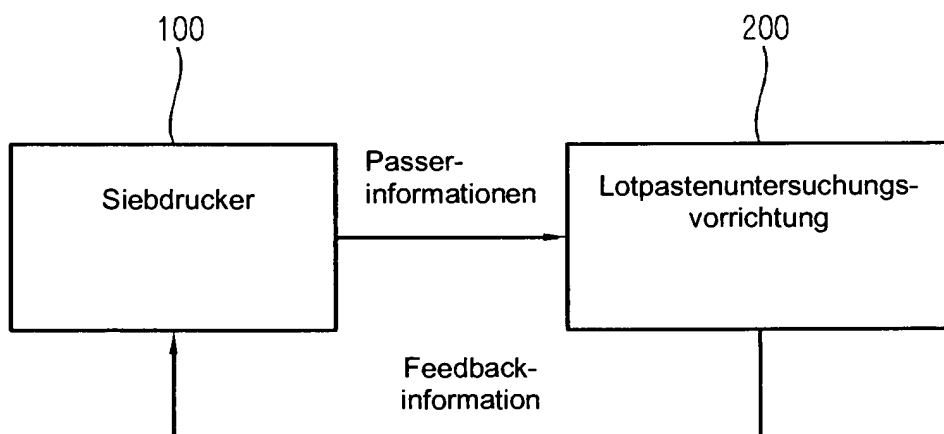 100
200
Siebdrucker
Passer-
informationen
Lotpastenuntersuchungs-
vorrichtung
Feedback-
information